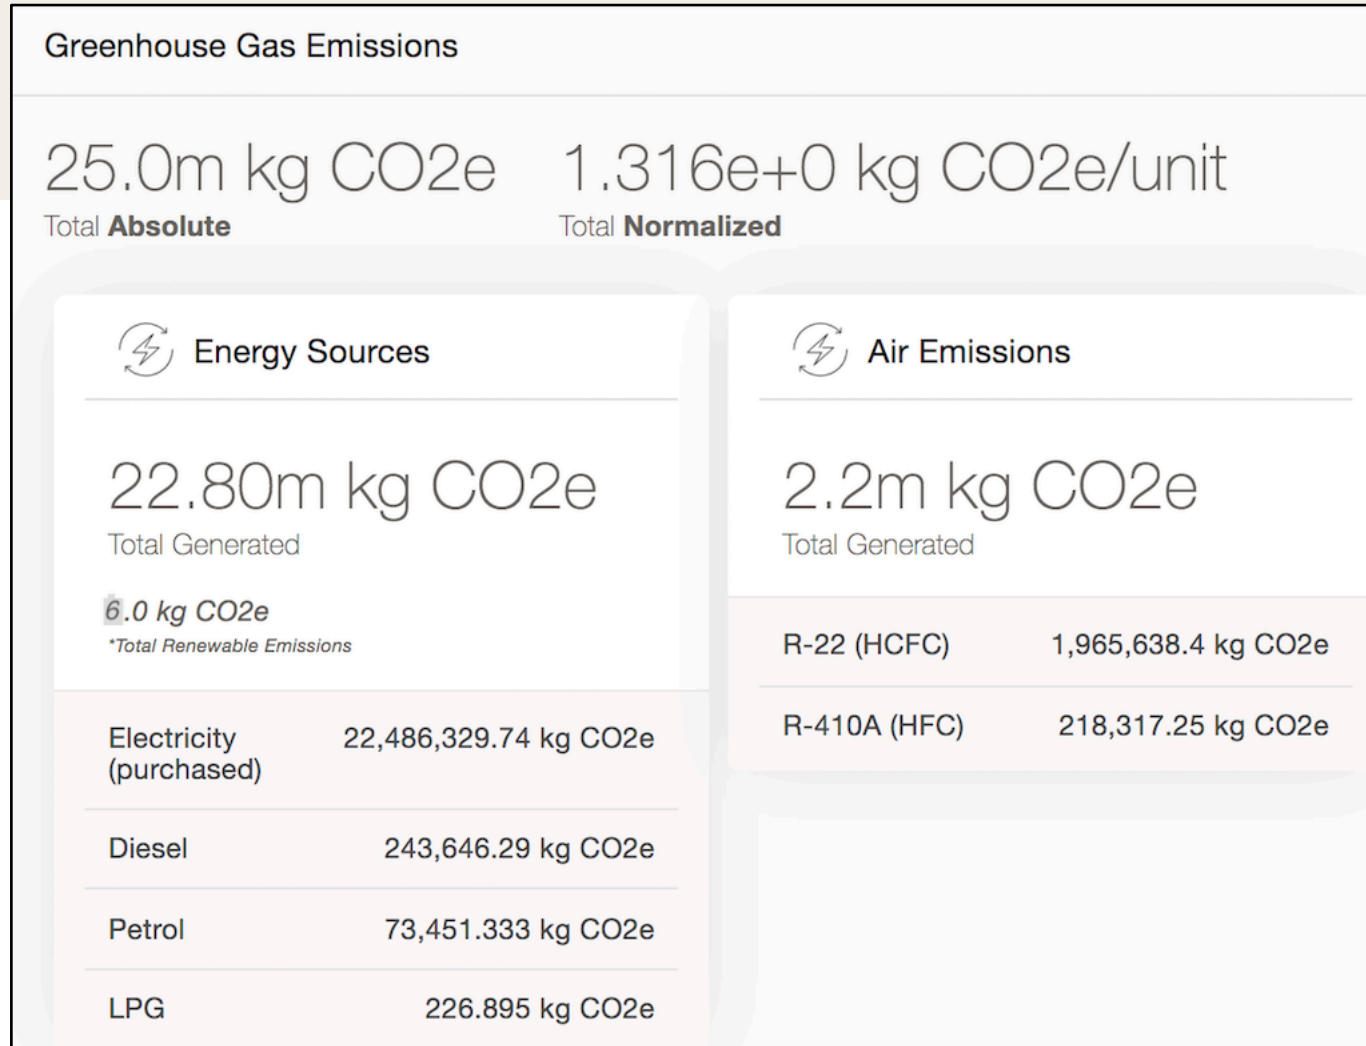 Greenhouse Gas Emissions
25.0m kg CO2e 1.316e+0 kg CO2e/unit
Total Absolute Total Normalized
Energy Sources
22.80m kg CO2e
Total Generated
6.0 kg CO2e
*Total Renewable Emissions
Electricity 22,486,329.74 kg CO2e
(purchased)
Diesel 243,646.29 kg CO2e
Petrol 73,451.333 kg CO2e
LPG 226.895 kg CO2e
Air Emissions
2.2m kg CO2e
Total Generated
R-22 (HCFC) 1,965,638.4 kg CO2e
R-410A (HFC) 218,317.25 kg CO2e